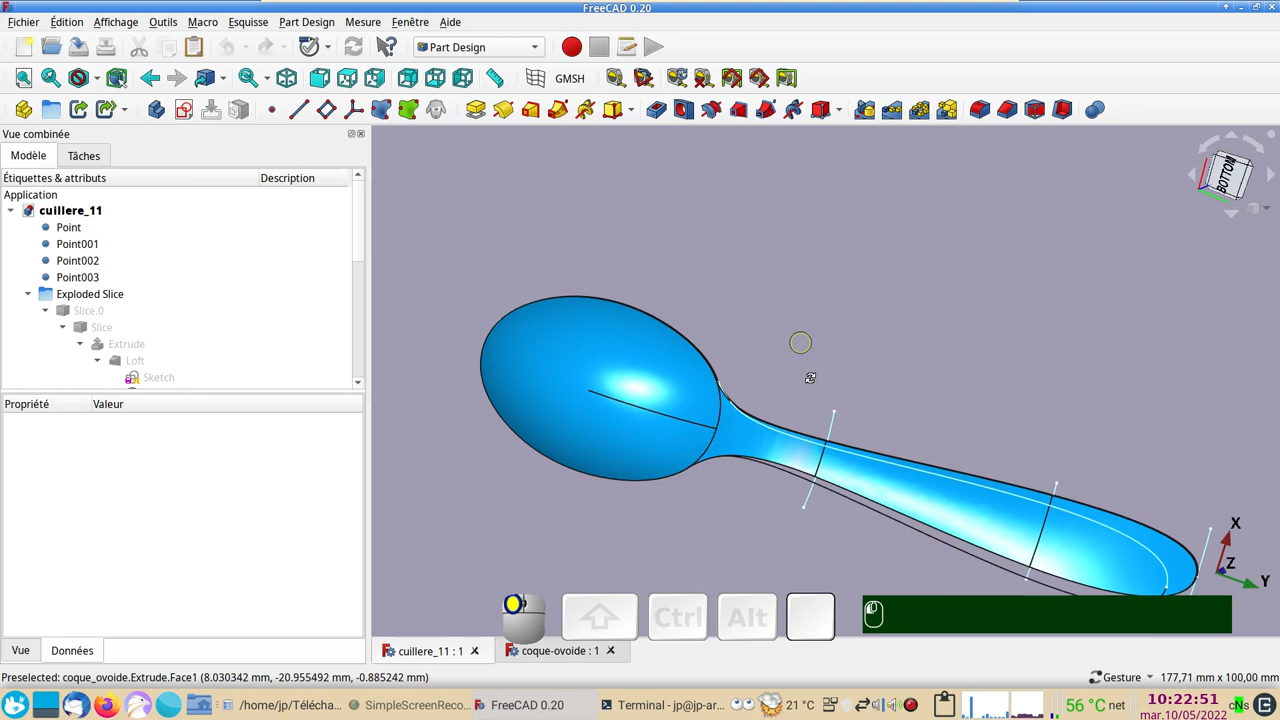 FreeCAD 0.20
Fichier Édition Affichage Outils Macro Esquisse Part Design Mesure Fenêtre Aide
Part Design
GMSH
Vue combinée
Modèle Tâches
Étiquettes & attributs Description
Application
cuillere_11
Point
Point001
Point002
Point003
Exploded Slice
Slice.0
Slice
Extrude
Loft
Sketch
Propriété Valeur
BOTTOM
X
Z
Y
Ctrl Alt
Vue Données
cuillere_11 : 1 coque-ovoide : 1
Preselected: coque_ovoide.Extrude.Face1 (8.030342 mm, -20.955492 mm, -0.885242 mm)
Gesture 177,71 mm x 100,00 mm
/home/jp/Técha... SimpleScreenReco... FreeCAD 0.20 Terminal - jp@jp-ar... 21 °C 56 °C net 10:22:51
mar.10/05/2022